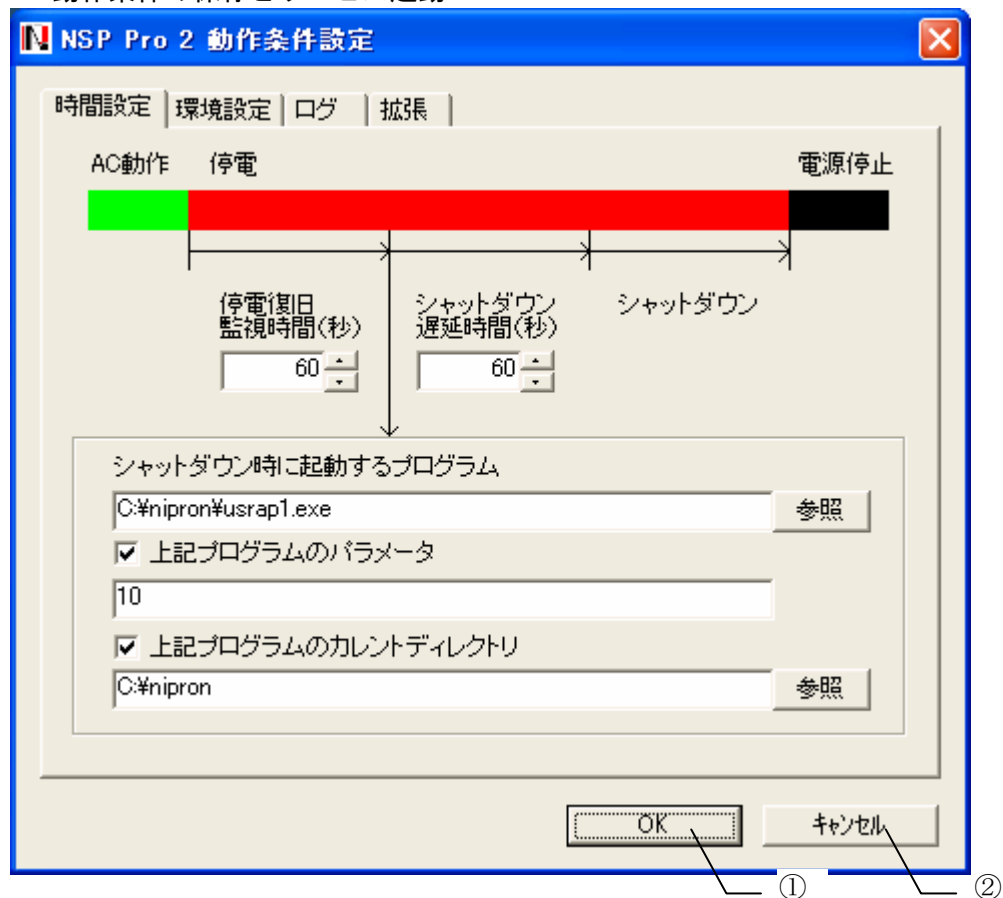 NSP Pro 2 動作条件設定
時間設定 環境設定 ログ 拡張
AC動作 停電 電源停止
停電復旧
監視時間(秒)
シャットダウン
遅延時間(秒)
シャットダウン
60 60
シャットダウン時に起動するプログラム
C:¥nipron¥usrap1.exe 参照
上記プログラムのパラメータ
10
上記プログラムのカレントディレクトリ
C:¥nipron 参照
OK キャンセル
① ②